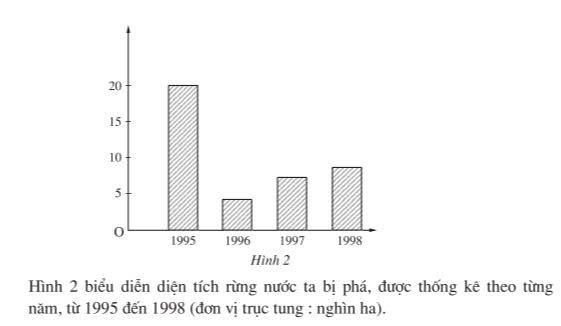 20
15
10
5
O
1995 1996 1997 1998
Hình 2
Hình 2 biểu diễn diện tích rừng nước ta bị phá, được thống kê theo từng
năm, từ 1995 đến 1998 (đơn vị trục tung : nghìn ha).